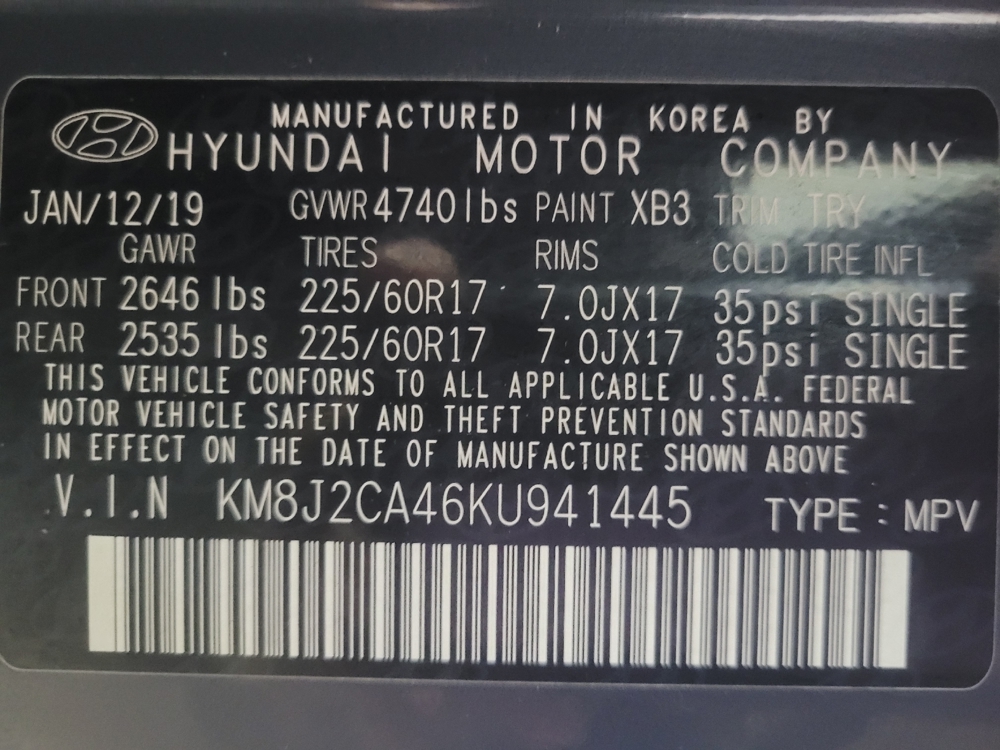 MANUFACTURED IN KOREA BY
HYUNDAI MOTOR COMPANY
JAN/12/19 GVWR 4740 lbs PAINT XB3 TRIM TRY
GAWR TIRES RIMS COLD TIRE INFL
FRONT 2646 lbs 225/60R17 7.0JX17 35psi SINGLE
REAR 2535 lbs 225/60R17 7.0JX17 35psi SINGLE
THIS VEHICLE CONFORMS TO ALL APPLICABLE U.S.A. FEDERAL
MOTOR VEHICLE SAFETY AND THEFT PREVENTION STANDARDS
IN EFFECT ON THE DATE OF MANUFACTURE SHOWN ABOVE
V.I.N KM8J2CA46KU941445 TYPE : MPV